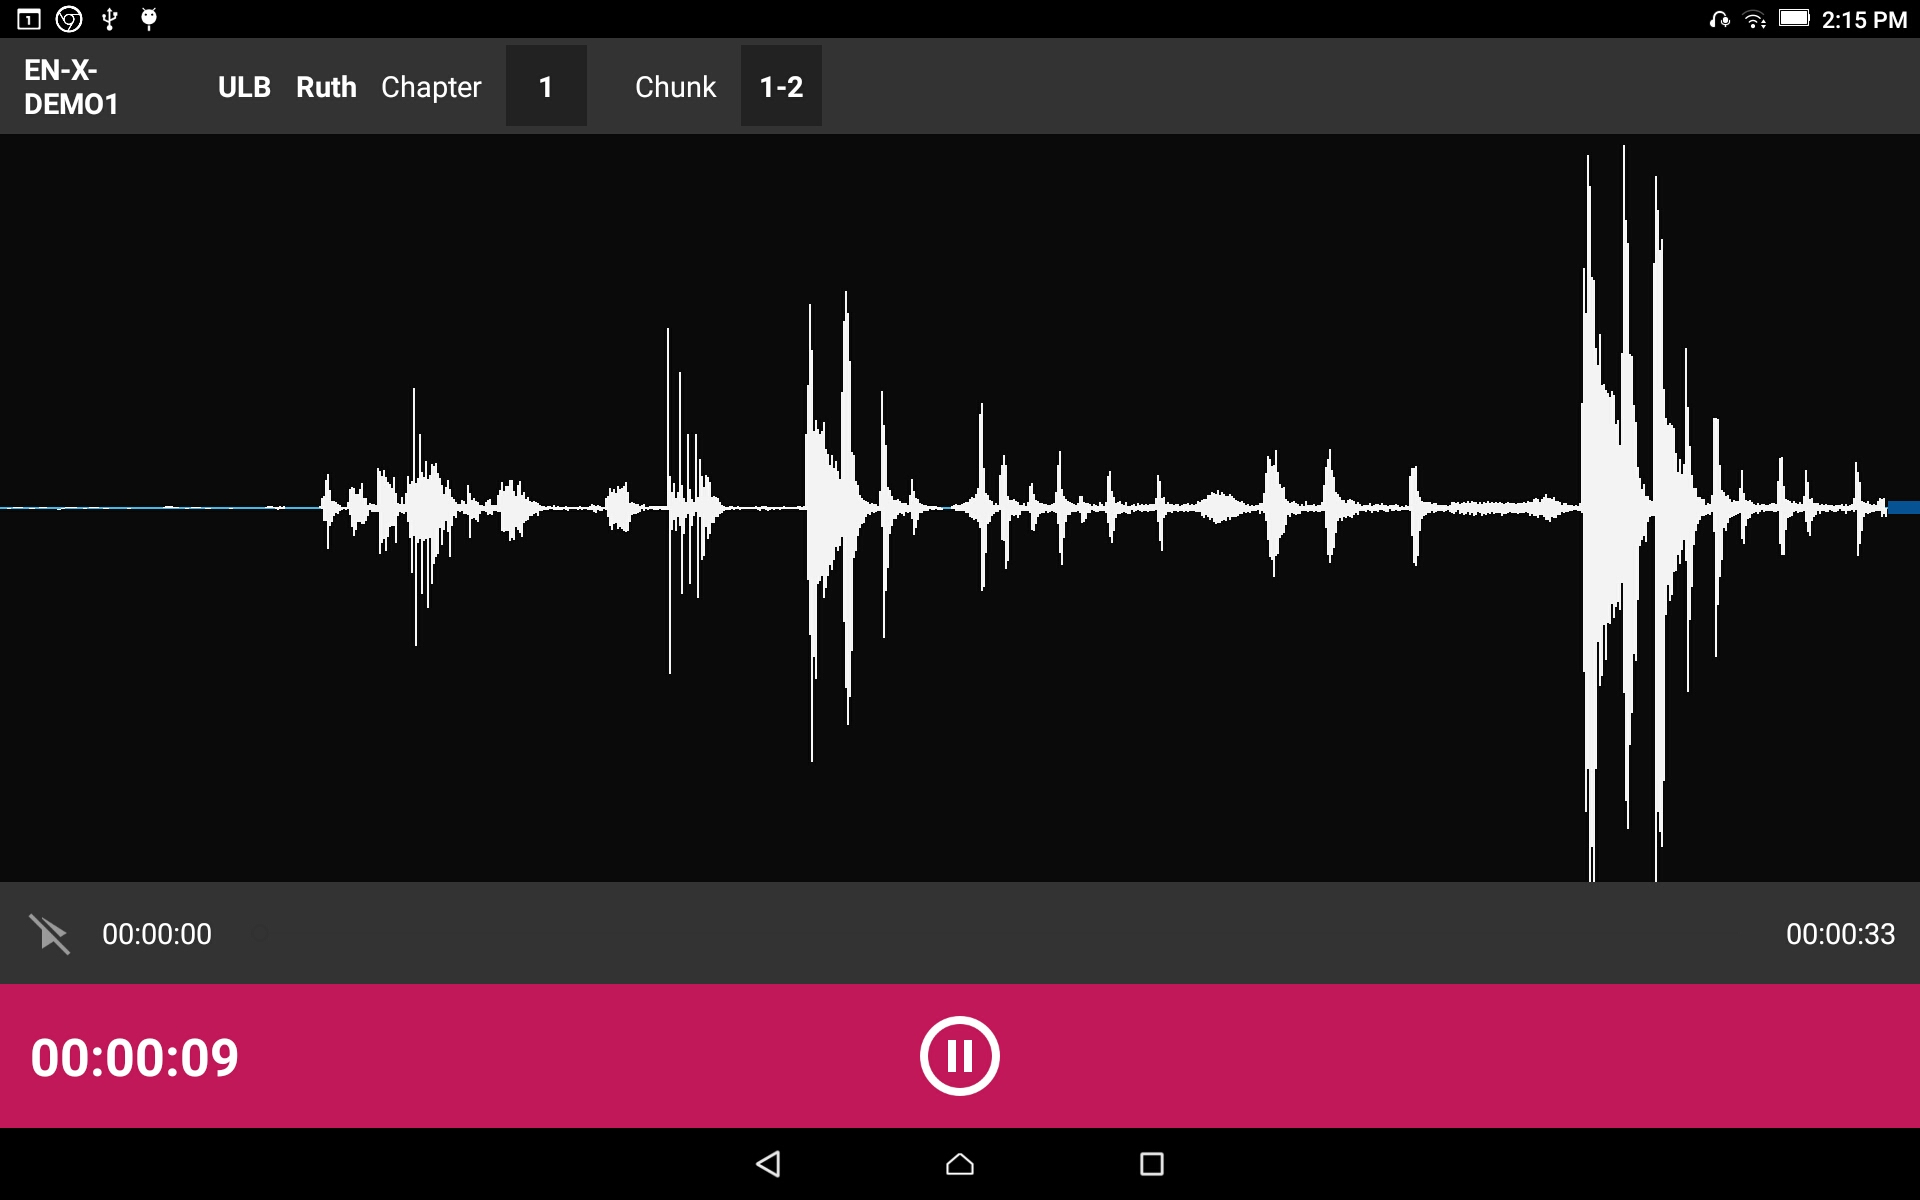 1
2:15 PM
EN-X-
DEMO1
ULB Ruth Chapter 1 Chunk 1-2
00:00:00
00:00:33
00:00:09